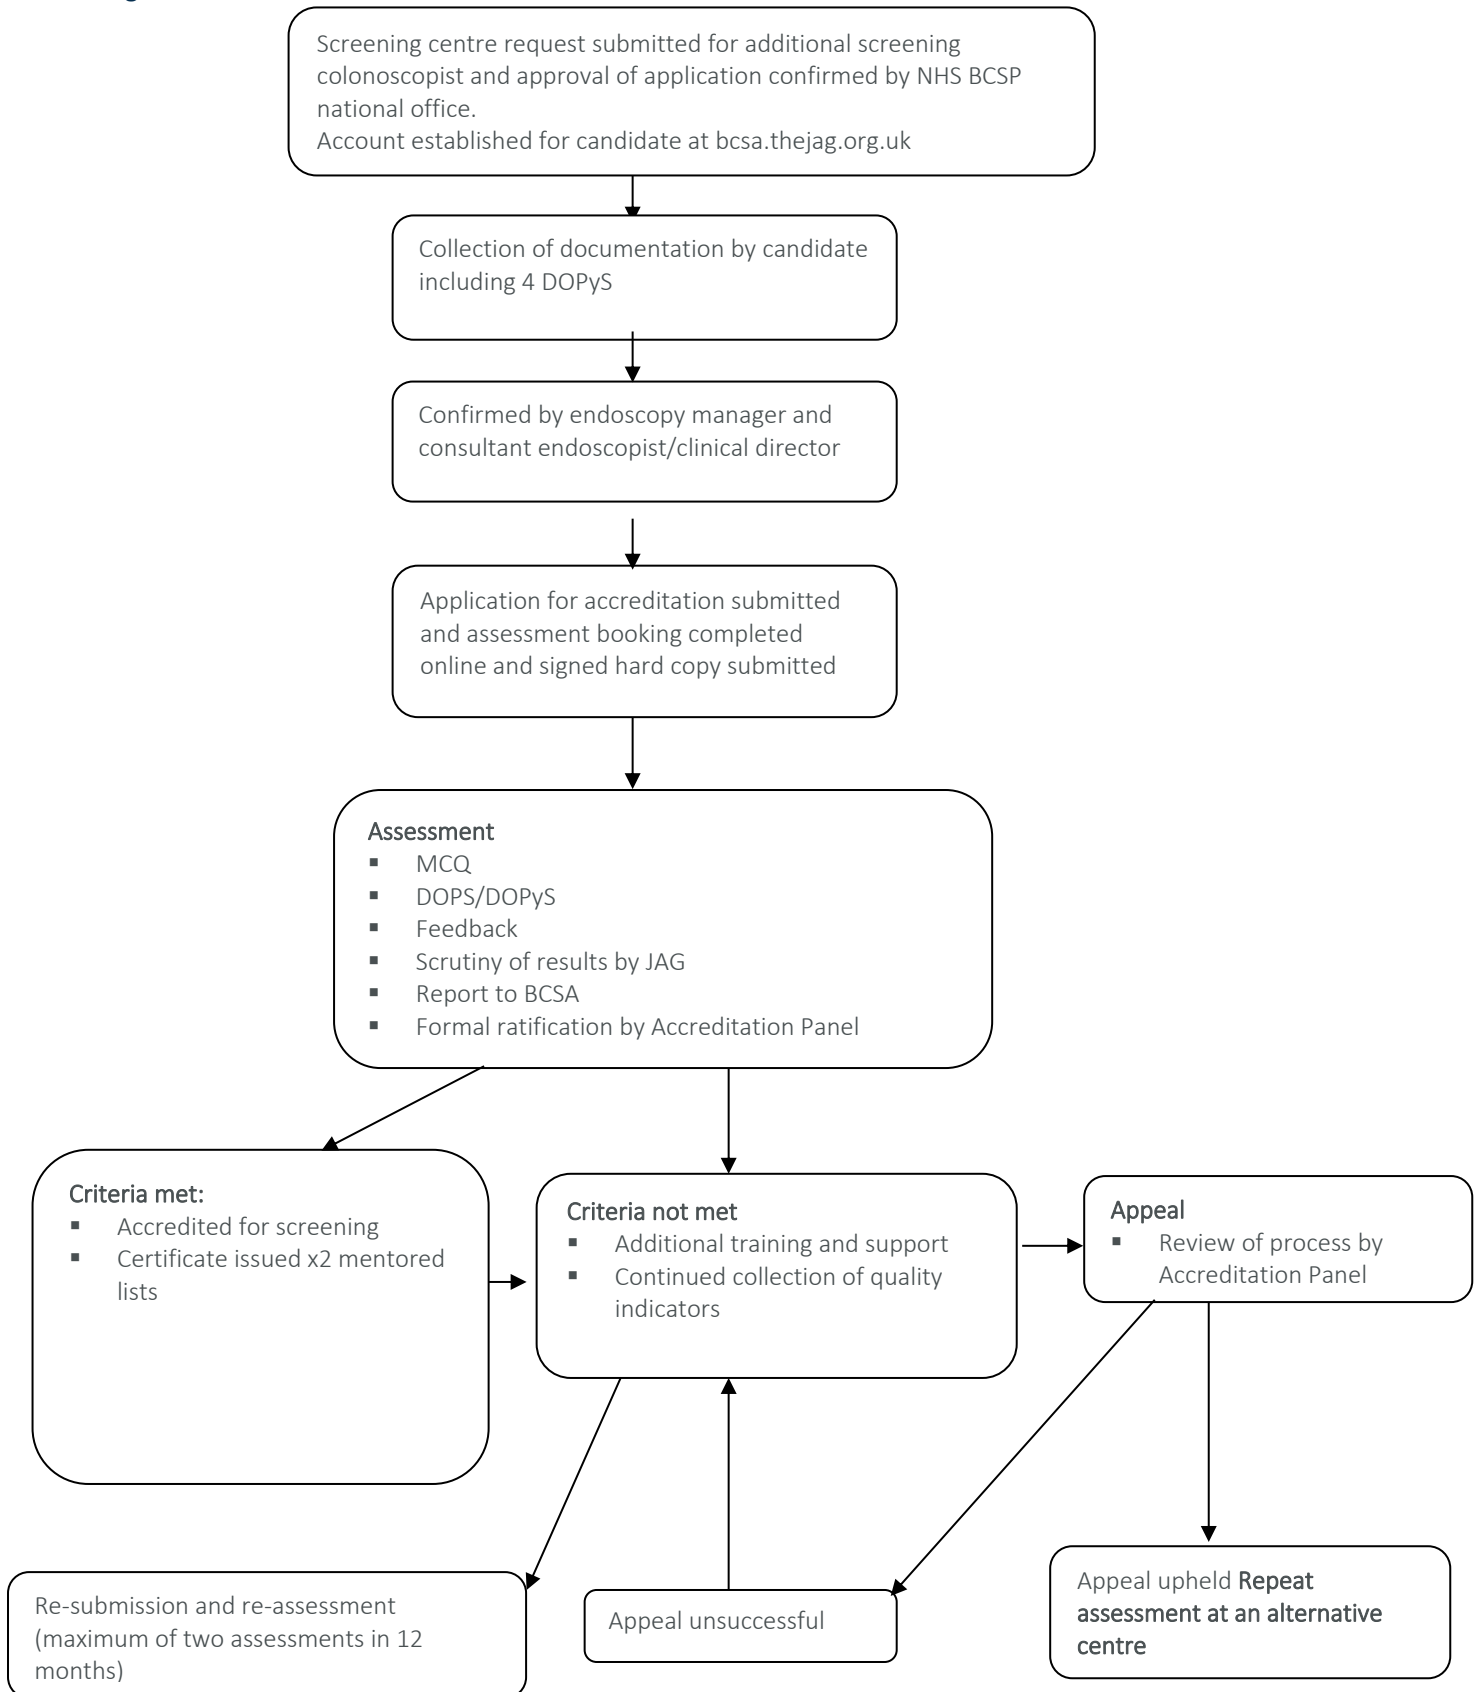 Screening centre request submitted for additional screening
colonoscopist and approval of application confirmed by NHS BCSP
national office.
Account established for candidate at bcsa.thejag.org.uk
Collection of documentation by candidate
including 4 DOPyS
Confirmed by endoscopy manager and
consultant endoscopist/clinical director
Application for accreditation submitted
and assessment booking completed
online and signed hard copy submitted
Assessment
▪ MCQ
▪ DOPS/DOPyS
▪ Feedback
▪ Scrutiny of results by JAG
▪ Report to BCSA
▪ Formal ratification by Accreditation Panel
Criteria met:
▪ Accredited for screening
▪ Certificate issued x2 mentored
lists
Criteria not met
▪ Additional training and support
▪ Continued collection of quality
indicators
Appeal
▪ Review of process by
Accreditation Panel
Re-submission and re-assessment
(maximum of two assessments in 12
months)
Appeal unsuccessful
Appeal upheld Repeat
assessment at an alternative
centre